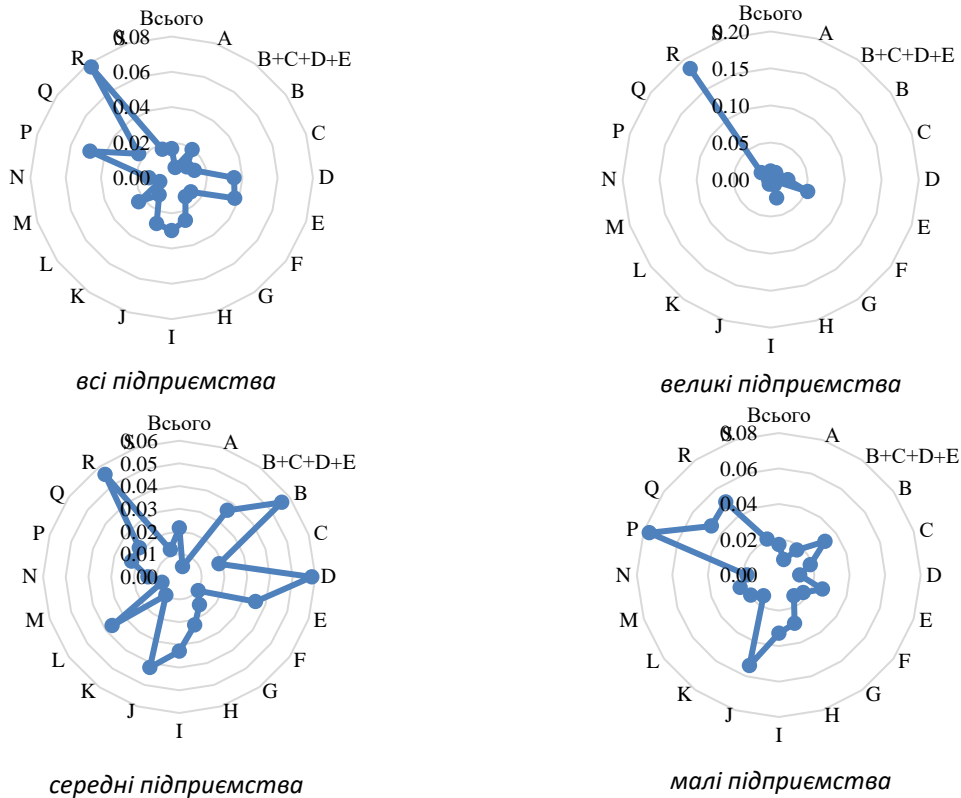 Всього
A
B+C+D+E
B
C
D
E
F
G
H
I
J
K
L
M
N
P
Q
R
S
0.08
0.06
0.04
0.02
0.00
всі підприємства
Всього
A
B+C+D+E
B
C
D
E
F
G
H
I
J
K
L
M
N
P
Q
R
S
0.20
0.15
0.10
0.05
0.00
великі підприємства
Всього
A
B+C+D+E
B
C
D
E
F
G
H
I
J
K
L
M
N
P
Q
R
S
0.06
0.05
0.04
0.03
0.02
0.01
0.00
середні підприємства
Всього
A
B+C+D+E
B
C
D
E
F
G
H
I
J
K
L
M
N
P
Q
R
S
0.08
0.06
0.04
0.02
0.00
малі підприємства